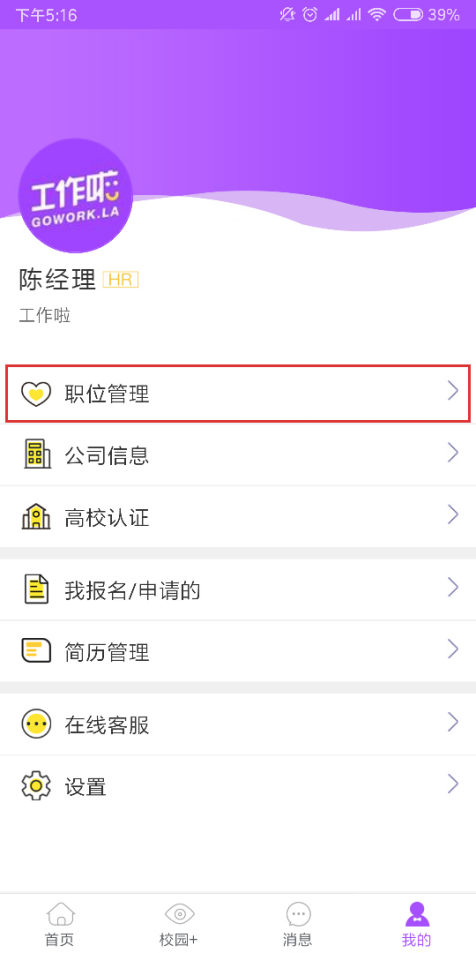 下午5:16
39%
工作啦
GOWORK.LA
陈经理 HR
工作啦
职位管理
公司信息
高校认证
我报名/申请的
简历管理
在线客服
设置
首页 校园+ 消息 我的